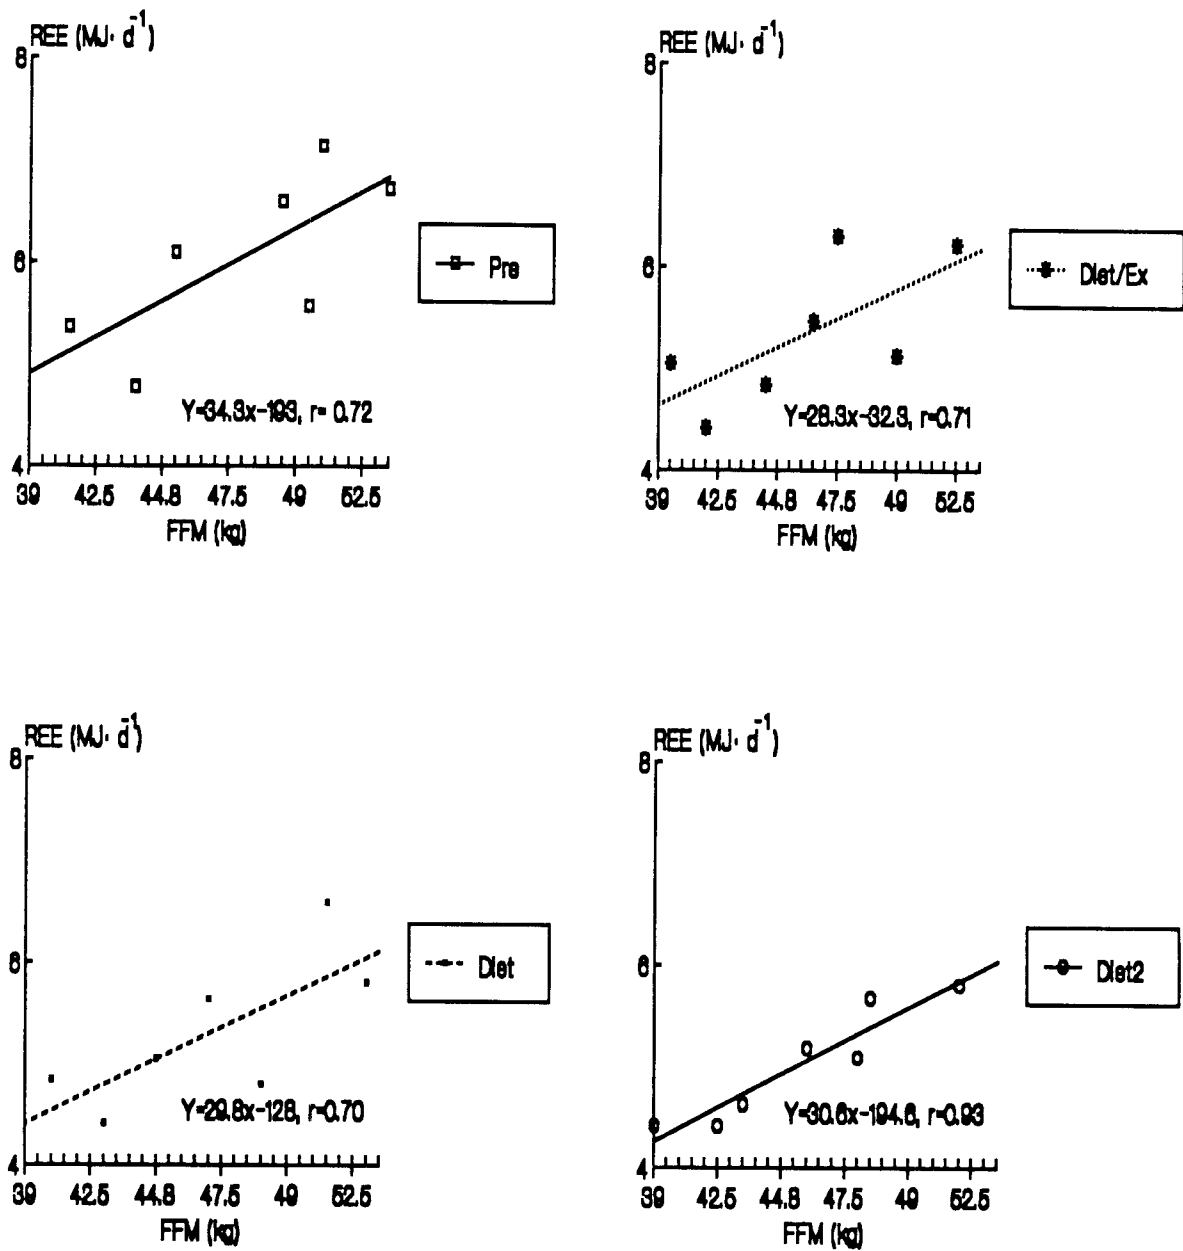 REE (MJ· d⁻¹)
8
6
4
39 42.5 44.8 47.5 49 52.5
FFM (kg)
Y=34.3x-193, r= 0.72
Pre
REE (MJ· d⁻¹)
8
6
4
39 42.5 44.8 47.5 49 52.5
FFM (kg)
Y=28.3x-32.3, r=0.71
Diet/Ex
REE (MJ· d⁻¹)
8
6
4
39 42.5 44.8 47.5 49 52.5
FFM (kg)
Y=29.8x-128, r=0.70
Diet
REE (MJ· d⁻¹)
8
6
4
39 42.5 44.8 47.5 49 52.5
FFM (kg)
Y=30.6x-194.6, r=0.93
Diet2